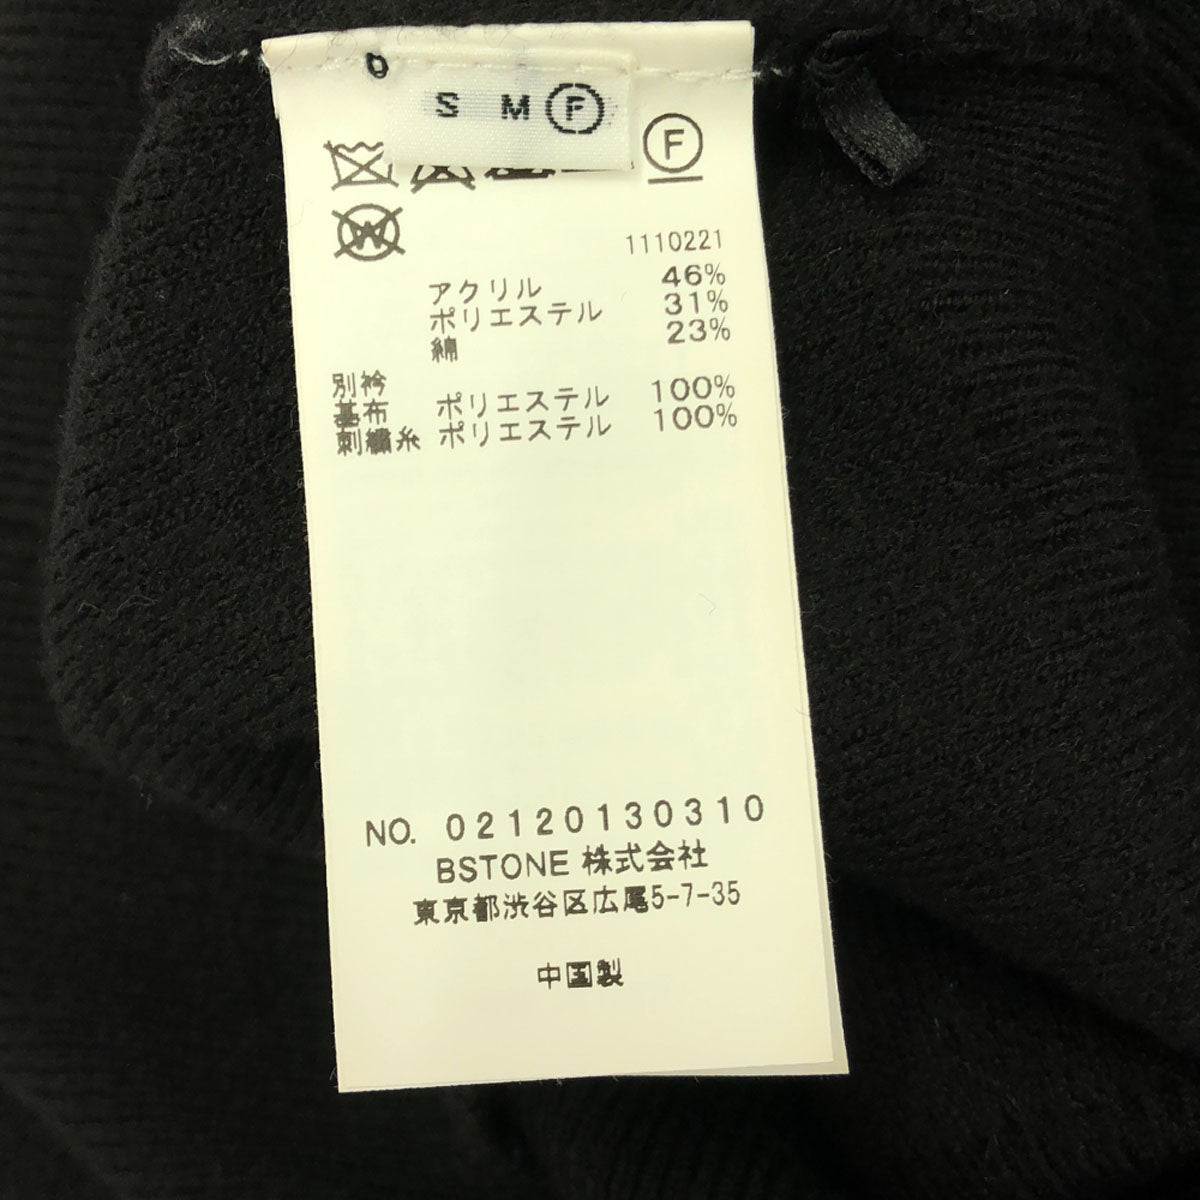 S M F
F
W
1110221
アクリル 46%
ポリエステル 31%
綿 23%
別衿
基布 ポリエステル 100%
刺繍糸 ポリエステル 100%
NO. 02120130310
BSTONE 株式会社
東京都渋谷区広尾5-7-35
中国製